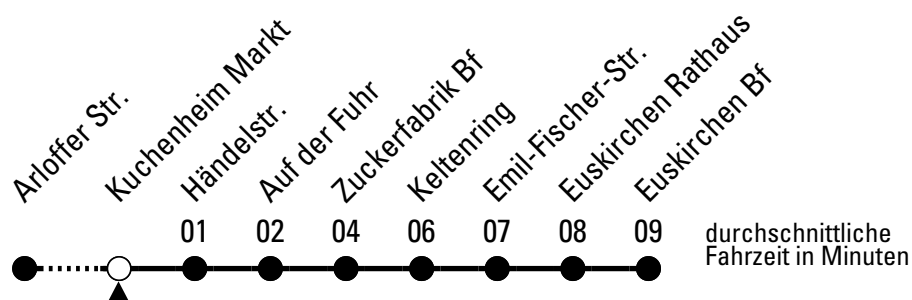 Arloffer Str.
Kuchenheim Markt
Händelstr.
Auf der Fuhr
Zuckerfabrik Bf
Keltenring
Emil-Fischer-Str.
Euskirchen Rathaus
Euskirchen Bf
01 02 04 06 07 08 09
durchschnittliche
Fahrzeit in Minuten